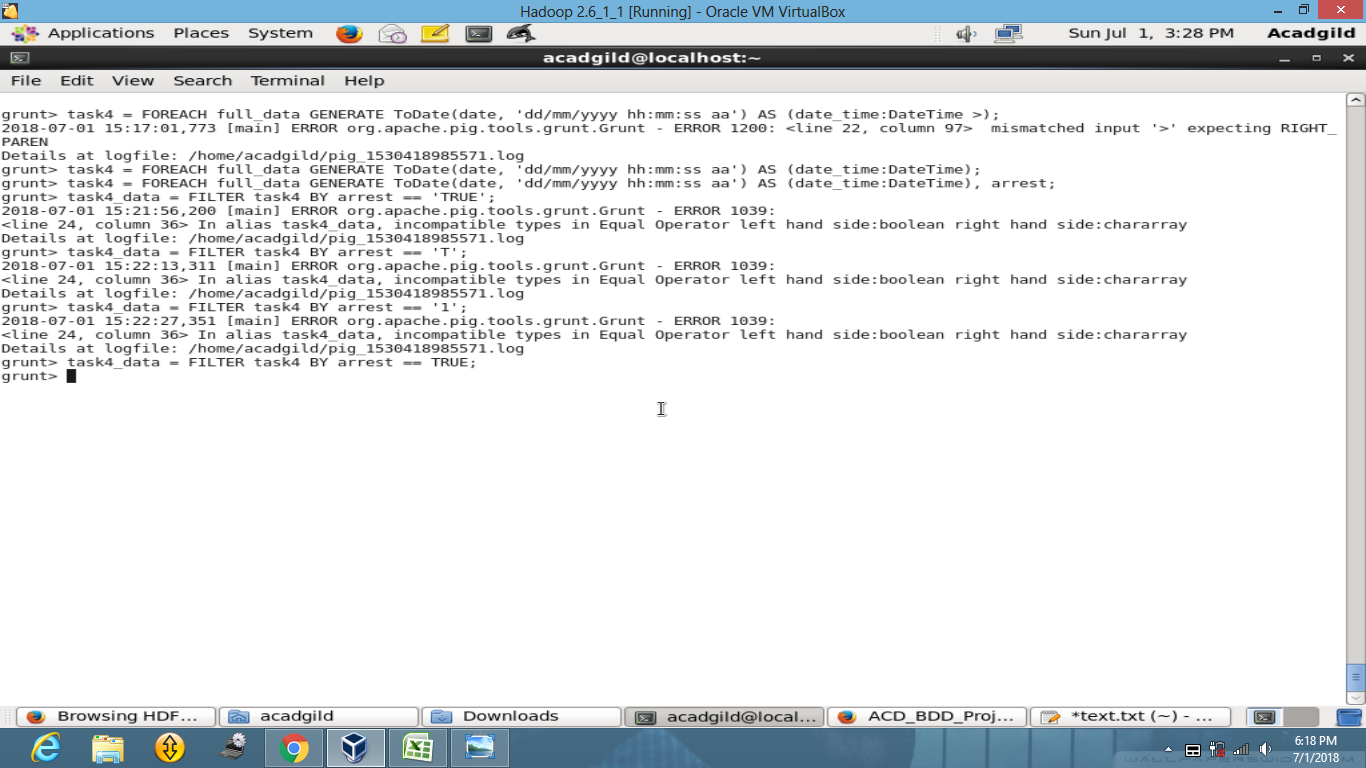 Hadoop 2.6_1_1 [Running] - Oracle VM VirtualBox
Applications Places System Sun Jul 1, 3:28 PM Acadgild
acadgild@localhost:~
File Edit View Search Terminal Help
grunt> task4 = FOREACH full_data GENERATE ToDate(date, 'dd/mm/yyyy hh:mm:ss aa') AS (date_time:DateTime >);
2018-07-01 15:17:01,773 [main] ERROR org.apache.pig.tools.grunt.Grunt - ERROR 1200: <line 22, column 97>  mismatched input '>' expecting RIGHT_
PAREN
Details at logfile: /home/acadgild/pig_1530418985571.log
grunt> task4 = FOREACH full_data GENERATE ToDate(date, 'dd/mm/yyyy hh:mm:ss aa') AS (date_time:DateTime);
grunt> task4 = FOREACH full_data GENERATE ToDate(date, 'dd/mm/yyyy hh:mm:ss aa') AS (date_time:DateTime), arrest;
grunt> task4_data = FILTER task4 BY arrest == 'TRUE';
2018-07-01 15:21:56,200 [main] ERROR org.apache.pig.tools.grunt.Grunt - ERROR 1039:
<line 24, column 36> In alias task4_data, incompatible types in Equal Operator left hand side:boolean right hand side:chararray
Details at logfile: /home/acadgild/pig_1530418985571.log
grunt> task4_data = FILTER task4 BY arrest == 'T';
2018-07-01 15:22:13,311 [main] ERROR org.apache.pig.tools.grunt.Grunt - ERROR 1039:
<line 24, column 36> In alias task4_data, incompatible types in Equal Operator left hand side:boolean right hand side:chararray
Details at logfile: /home/acadgild/pig_1530418985571.log
grunt> task4_data = FILTER task4 BY arrest == '1';
2018-07-01 15:22:27,351 [main] ERROR org.apache.pig.tools.grunt.Grunt - ERROR 1039:
<line 24, column 36> In alias task4_data, incompatible types in Equal Operator left hand side:boolean right hand side:chararray
Details at logfile: /home/acadgild/pig_1530418985571.log
grunt> task4_data = FILTER task4 BY arrest == TRUE;
grunt>
Browsing HDF... acadgild Downloads acadgild@local... ACD_BDD_Proj... *text.txt (~) - ...
6:18 PM
7/1/2018